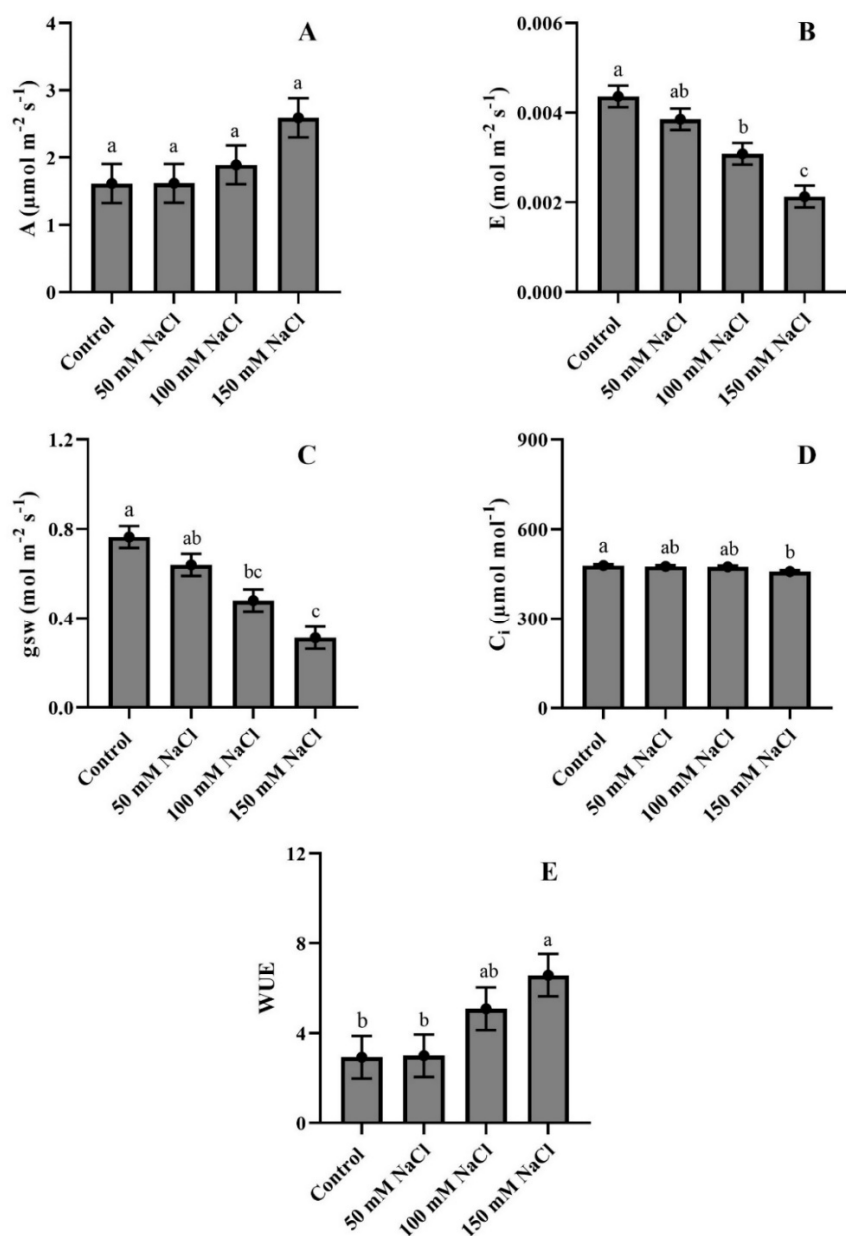 A
A (µmol m⁻² s⁻¹)
4
3
2
1
0
a
a
a
a
Control
50 mM NaCl
100 mM NaCl
150 mM NaCl
B
E (mol m⁻² s⁻¹)
0.006
0.004
0.002
0.000
a
ab
b
c
Control
50 mM NaCl
100 mM NaCl
150 mM NaCl
C
gsw (mol m⁻² s⁻¹)
1.2
0.8
0.4
0.0
a
ab
bc
c
Control
50 mM NaCl
100 mM NaCl
150 mM NaCl
D
Cᵢ (µmol mol⁻¹)
900
600
300
0
a
ab
ab
b
Control
50 mM NaCl
100 mM NaCl
150 mM NaCl
E
WUE
12
8
4
0
b
b
ab
a
Control
50 mM NaCl
100 mM NaCl
150 mM NaCl